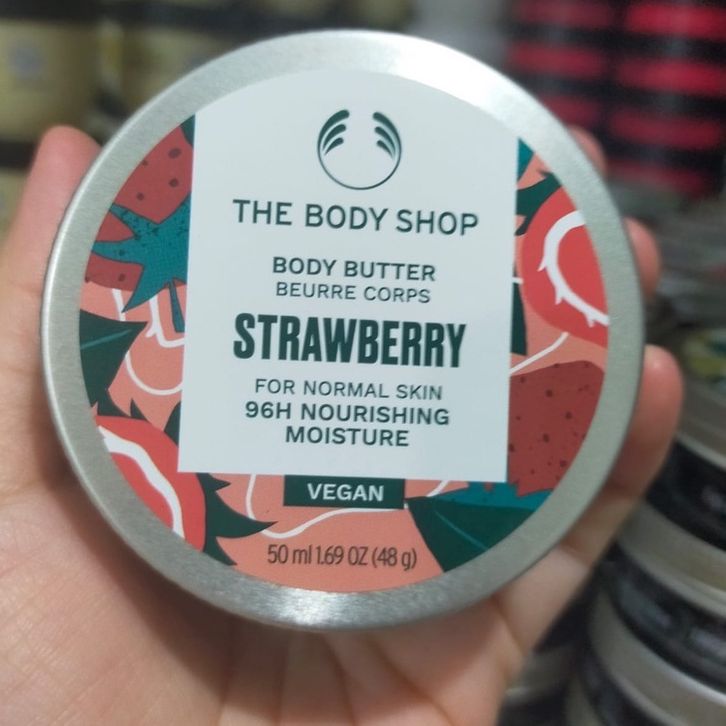 THE BODY SHOP
BODY BUTTER
BEURRE CORPS
STRAWBERRY
FOR NORMAL SKIN
96H NOURISHING
MOISTURE
VEGAN
50 ml 1.69 OZ (48 g)